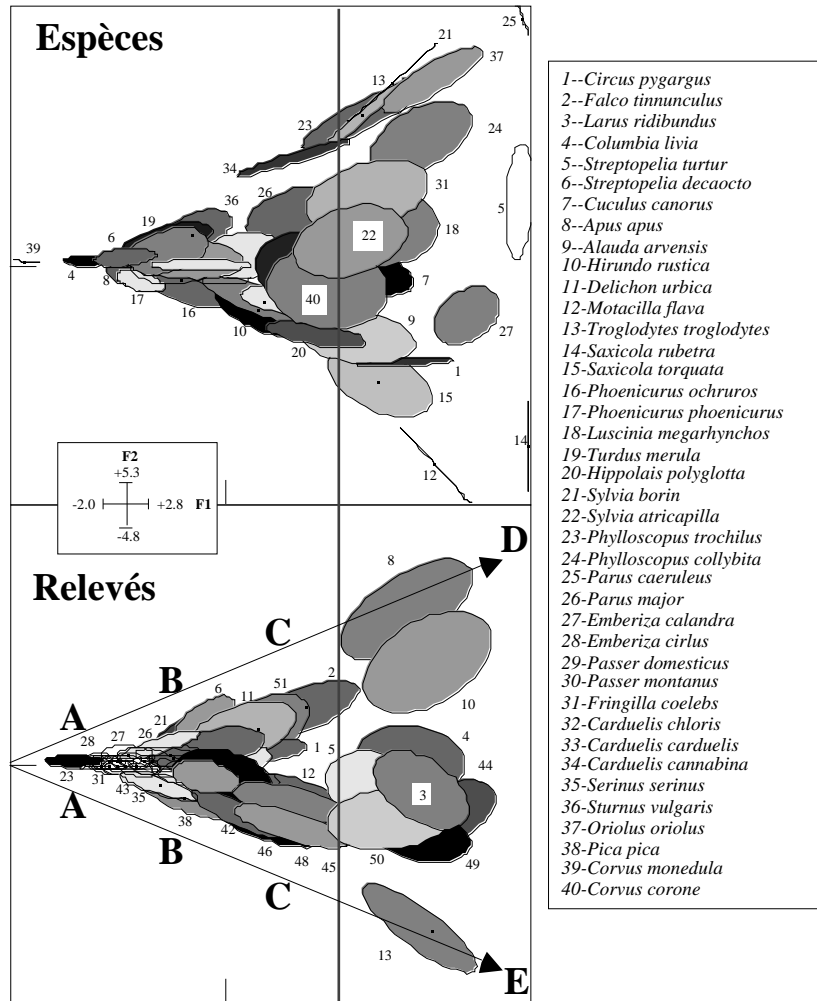 Espèces
21
25
37
13
23
24
34
31
36
26
5
6
19
22
18
39
4
8
7
17
40
16
10
9
27
20
1
15
14
12
F2
+5.3
-2.0
+2.8
F1
-4.8
D
Relevés
8
C
B
6
11
51
2
10
A
21
28
27
26
1
5
4
23
31
43
12
44
A
35
3
38
42
B
46
48
45
50
49
C
13
E
1--Circus pygargus
2--Falco tinnunculus
3--Larus ridibundus
4--Columbia livia
5--Streptopelia turtur
6--Streptopelia decaocto
7--Cuculus canorus
8--Apus apus
9--Alauda arvensis
10-Hirundo rustica
11-Delichon urbica
12-Motacilla flava
13-Troglodytes troglodytes
14-Saxicola rubetra
15-Saxicola torquata
16-Phoenicurus ochruros
17-Phoenicurus phoenicurus
18-Luscinia megarhynchos
19-Turdus merula
20-Hippolais polyglotta
21-Sylvia borin
22-Sylvia atricapilla
23-Phylloscopus trochilus
24-Phylloscopus collybita
25-Parus caeruleus
26-Parus major
27-Emberiza calandra
28-Emberiza cirlus
29-Passer domesticus
30-Passer montanus
31-Fringilla coelebs
32-Carduelis chloris
33-Carduelis carduelis
34-Carduelis cannabina
35-Serinus serinus
36-Sturnus vulgaris
37-Oriolus oriolus
38-Pica pica
39-Corvus monedula
40-Corvus corone